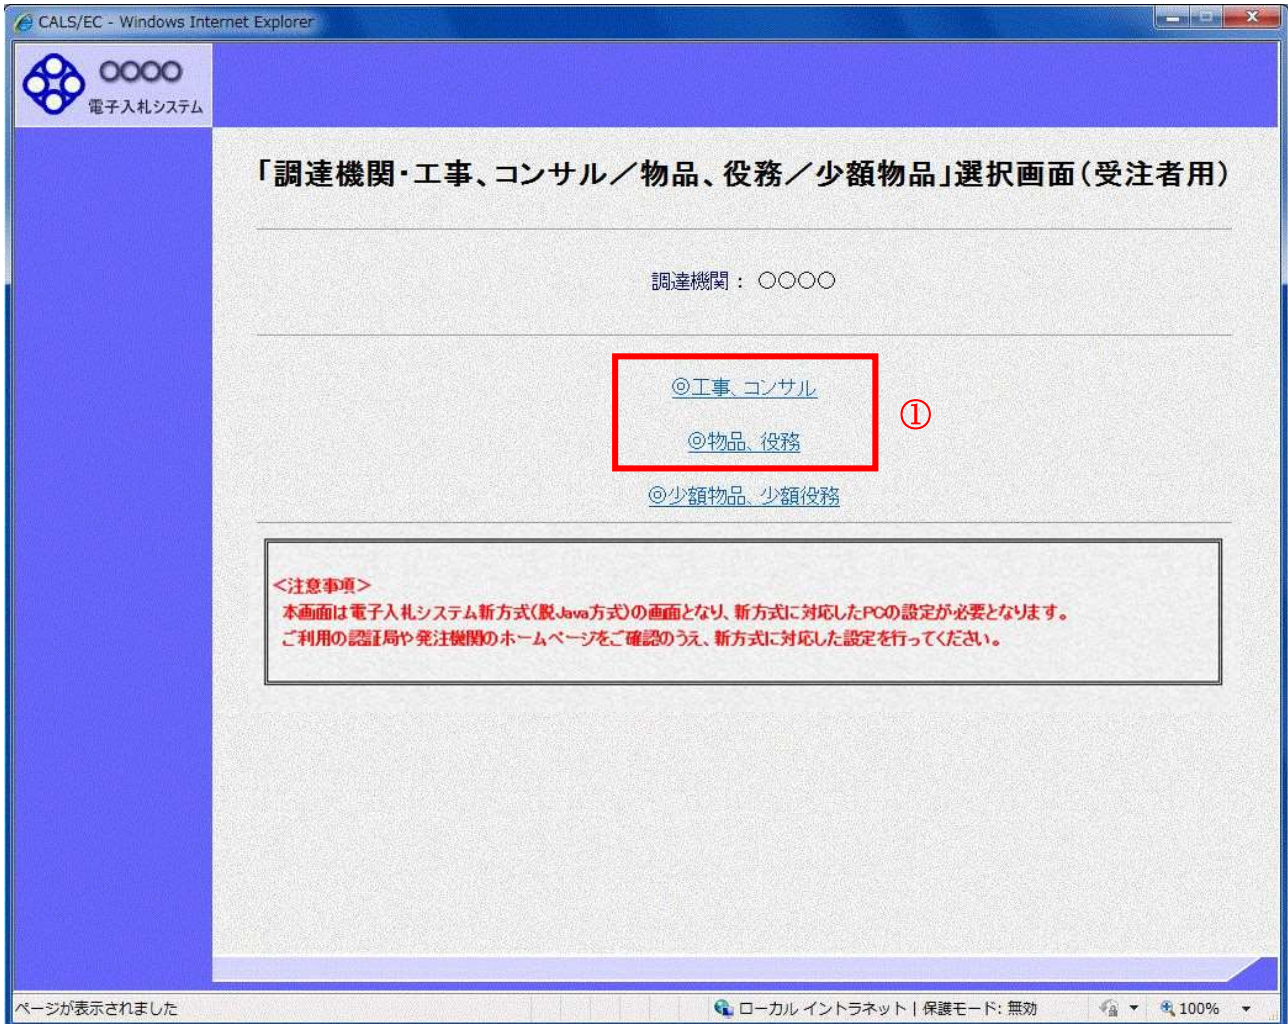 CALS/EC - Windows Internet Explorer
○○○○
電子入札システム
「調達機関・工事、コンサル／物品、役務／少額物品」選択画面（受注者用）
調達機関： ○○○○
◎工事、コンサル
①
◎物品、役務
◎少額物品、少額役務
＜注意事項＞
本画面は電子入札システム新方式(脱Java方式)の画面となり、新方式に対応したPCの設定が必要となります。
ご利用の認証局や発注機関のホームページをご確認のうえ、新方式に対応した設定を行ってください。
ページが表示されました
ローカル イントラネット | 保護モード: 無効
100%